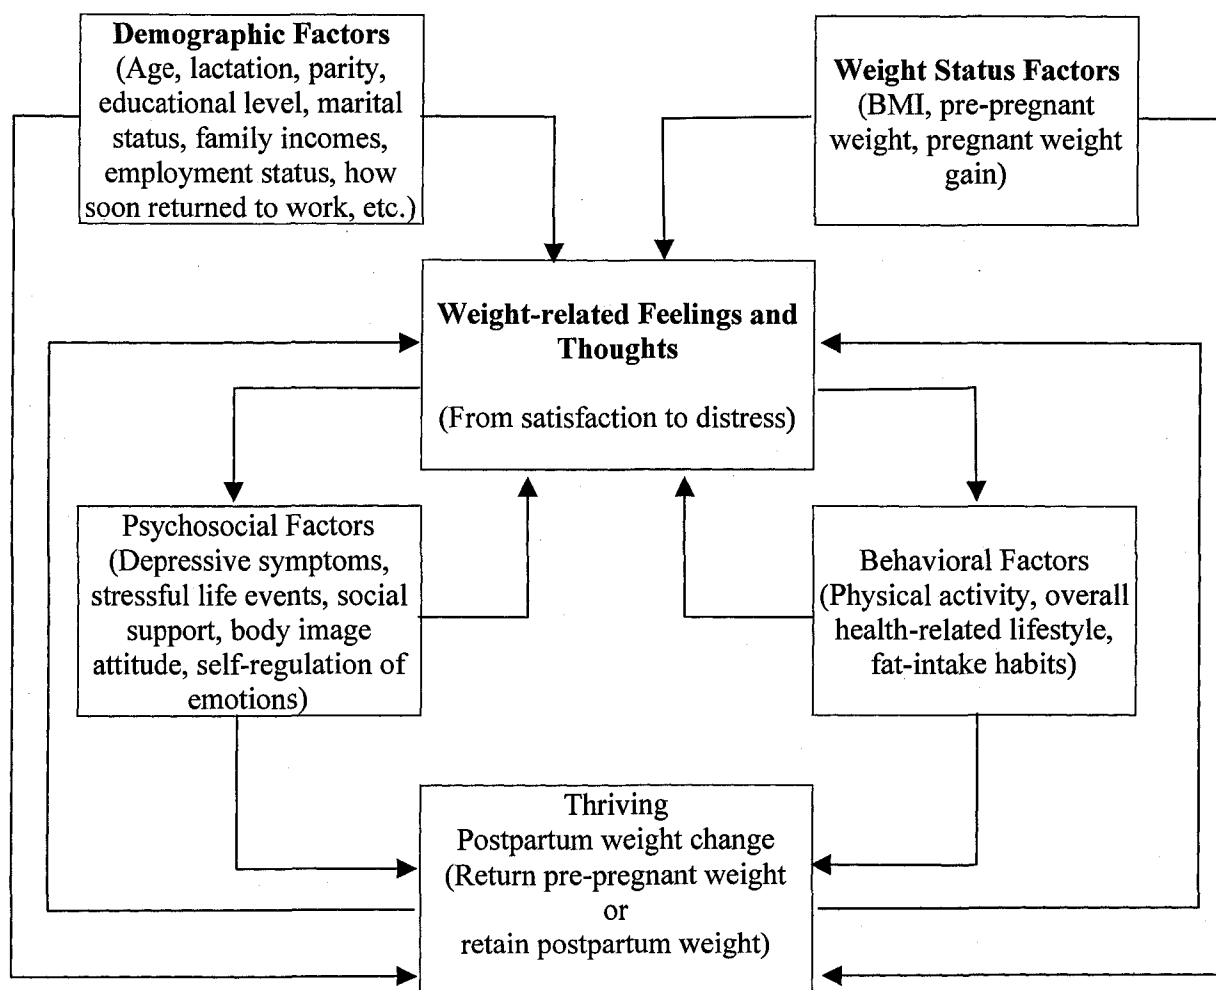 Demographic Factors
(Age, lactation, parity,
educational level, marital
status, family incomes,
employment status, how
soon returned to work, etc.)
Weight Status Factors
(BMI, pre-pregnant
weight, pregnant weight
gain)
Weight-related Feelings and
Thoughts
(From satisfaction to distress)
Psychosocial Factors
(Depressive symptoms,
stressful life events, social
support, body image
attitude, self-regulation of
emotions)
Behavioral Factors
(Physical activity, overall
health-related lifestyle,
fat-intake habits)
Thriving
Postpartum weight change
(Return pre-pregnant weight
or
retain postpartum weight)